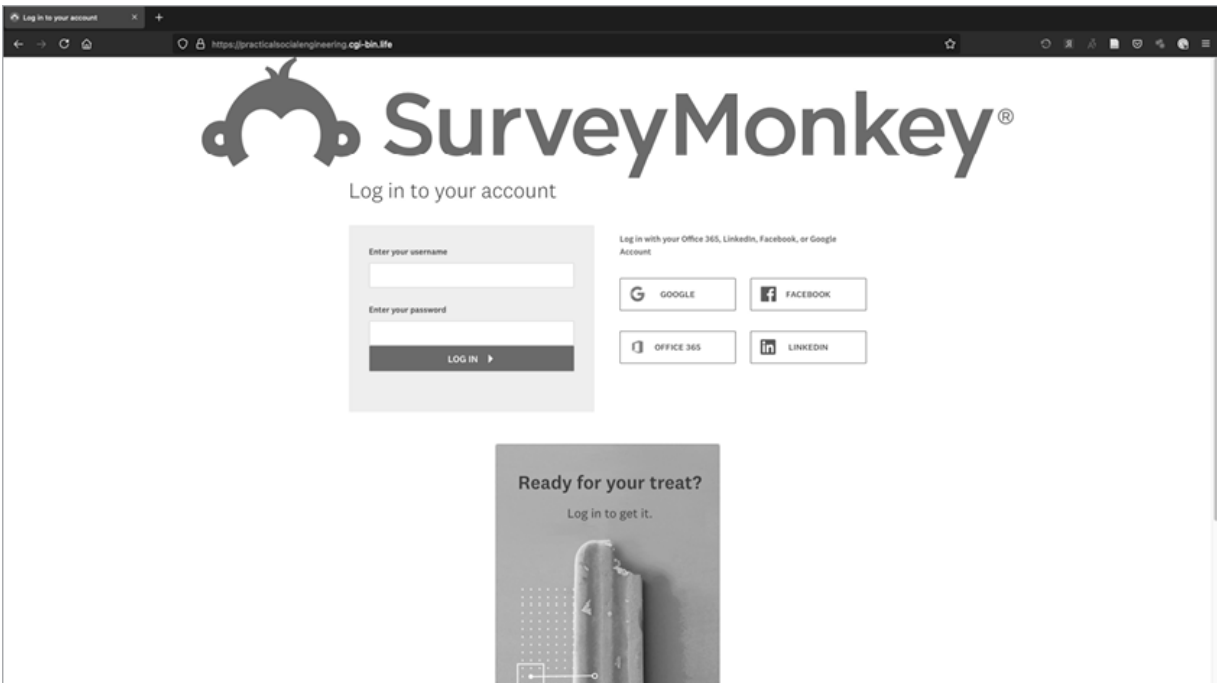 Log in to your account
https://practicalsocialengineering.cgi-bin.life
SurveyMonkey®
Log in to your account
Enter your username
Enter your password
LOG IN
Log in with your Office 365, LinkedIn, Facebook, or Google
Account
GOOGLE
FACEBOOK
OFFICE 365
LINKEDIN
Ready for your treat?
Log in to get it.